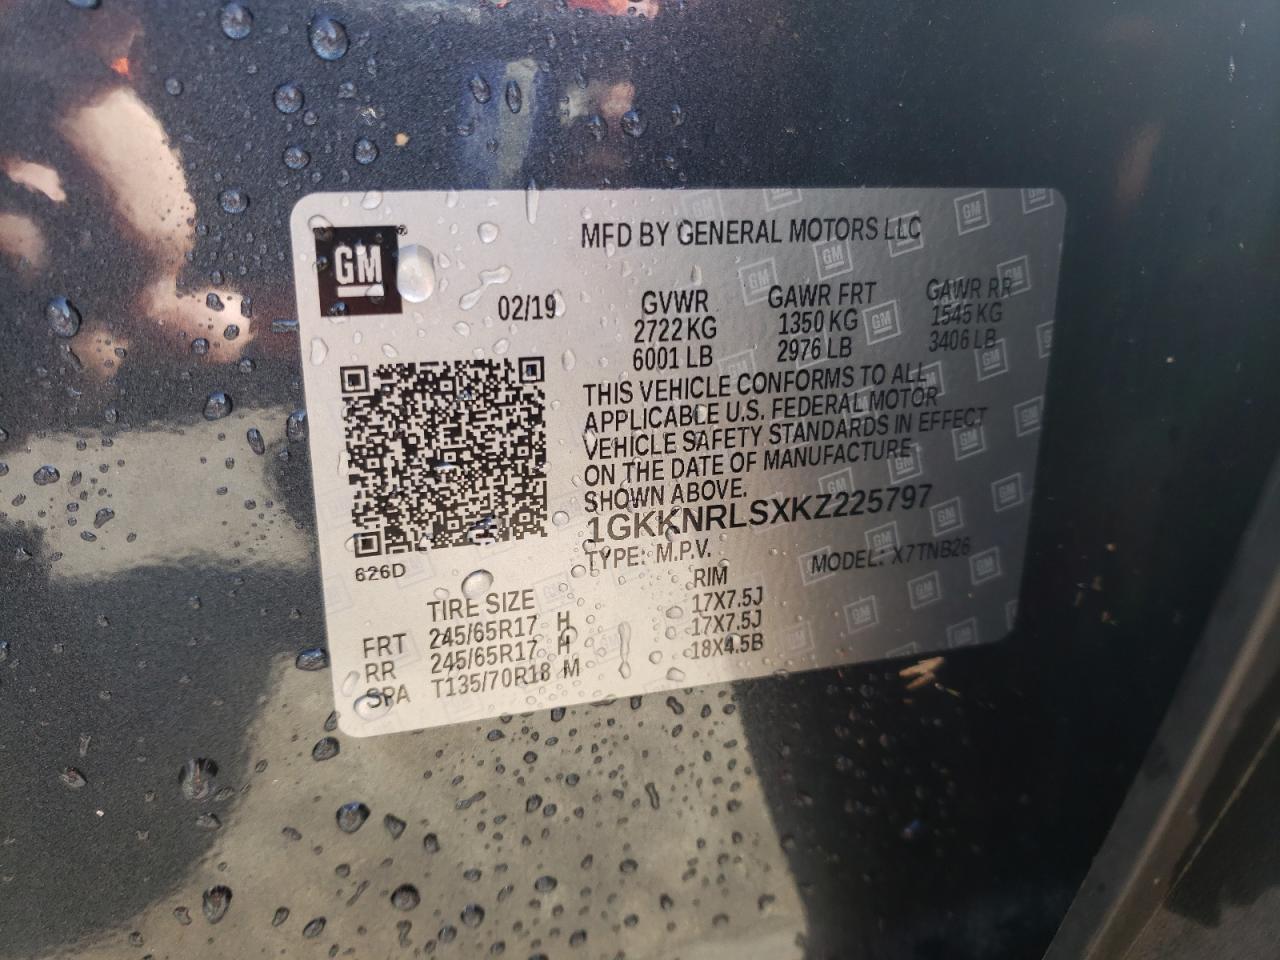 GM
MFD BY GENERAL MOTORS LLC
02/19
GVWR GAWR FRT GAWR RR
2722 KG 1350 KG 1545 KG
6001 LB 2976 LB 3406 LB
THIS VEHICLE CONFORMS TO ALL
APPLICABLE U.S. FEDERAL MOTOR
VEHICLE SAFETY STANDARDS IN EFFECT
ON THE DATE OF MANUFACTURE
SHOWN ABOVE.
1GKKNRLSXKZ225797
TYPE: M.P.V. MODEL: X7TNB26
626D
TIRE SIZE RIM
FRT 245/65R17 H 17X7.5J
RR 245/65R17 H 17X7.5J
SPA T135/70R18 M 18X4.5B